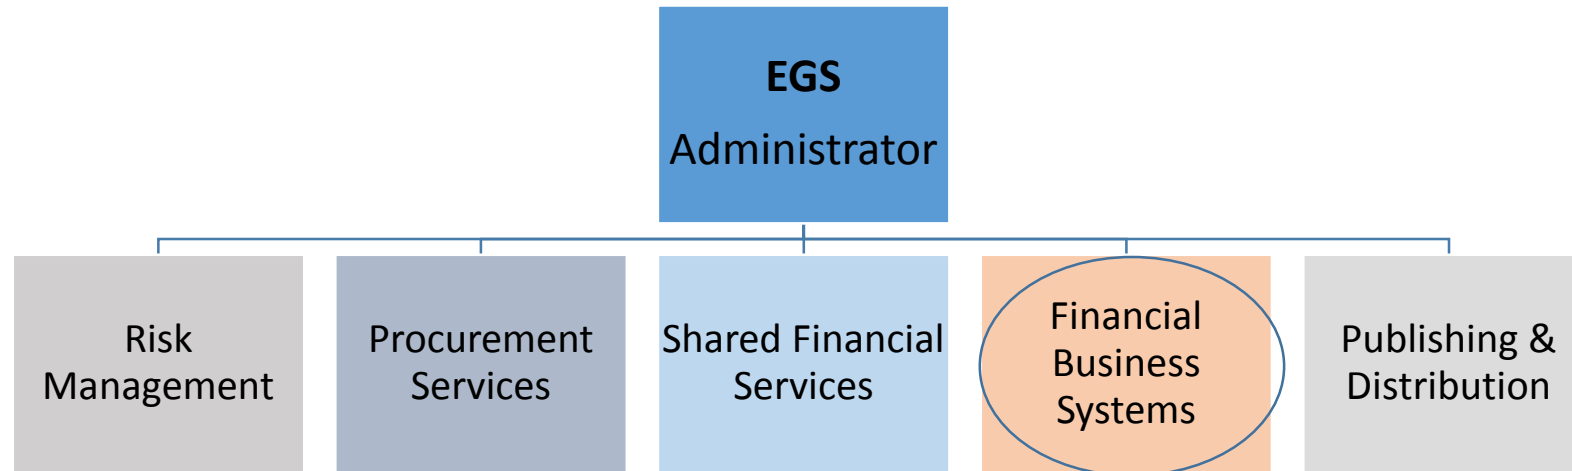 EGS
Administrator
Risk
Management
Procurement
Services
Shared Financial
Services
Financial
Business
Systems
Publishing &
Distribution